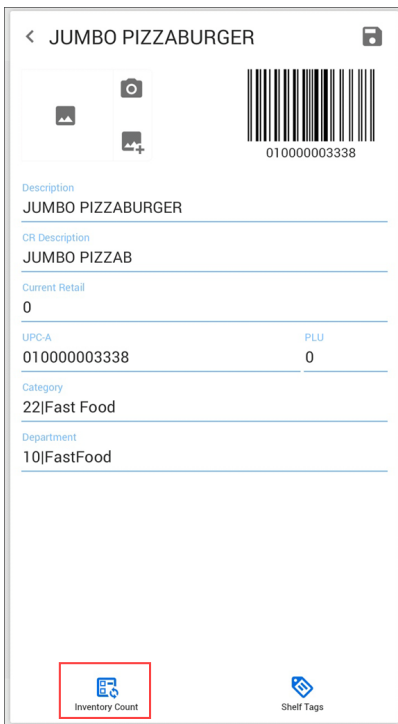 JUMBO PIZZABURGER
010000003338
Description
JUMBO PIZZABURGER
CR Description
JUMBO PIZZAB
Current Retail
0
UPC-A PLU
010000003338 0
Category
22|Fast Food
Department
10|FastFood
Inventory Count Shelf Tags